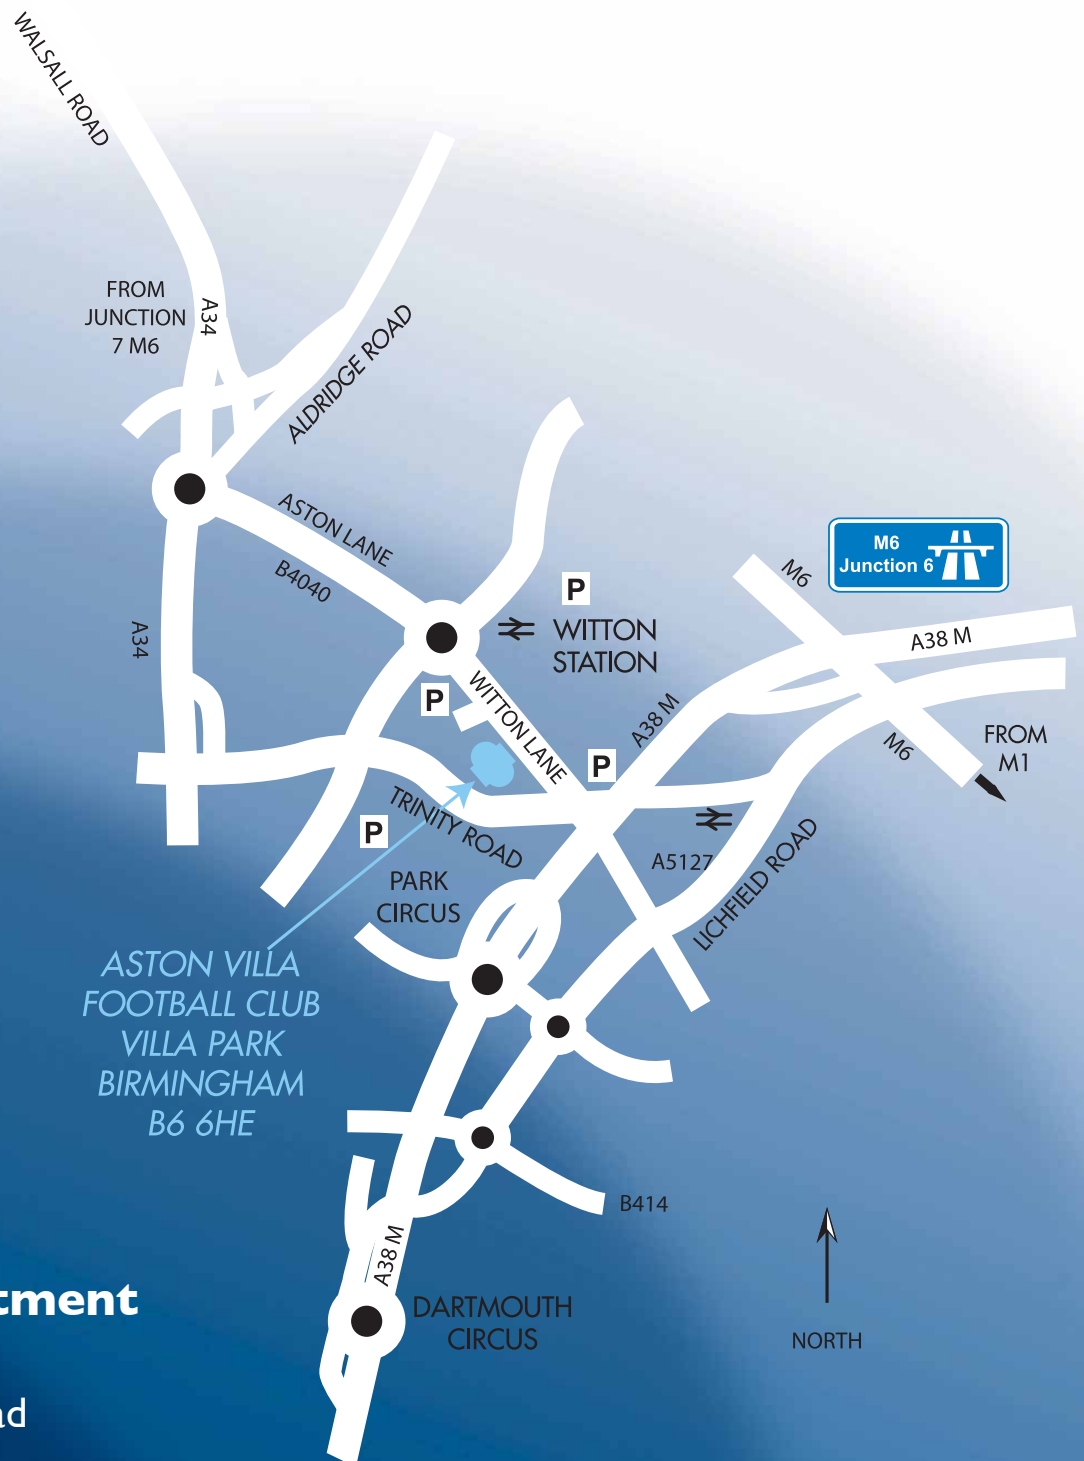 WALSALL ROAD
FROM
JUNCTION
7 M6
A34
ALDRIDGE ROAD
ASTON LANE
B4040
A34
M6
Junction 6
M6
P
WITTON
STATION
A38 M
P
WITTON LANE
A38 M
M6
FROM
M1
P
TRINITY ROAD
P
A5127
LICHFIELD ROAD
PARK
CIRCUS
ASTON VILLA
FOOTBALL CLUB
VILLA PARK
BIRMINGHAM
B6 6HE
B414
A38 M
DARTMOUTH
CIRCUS
NORTH
tment
ad